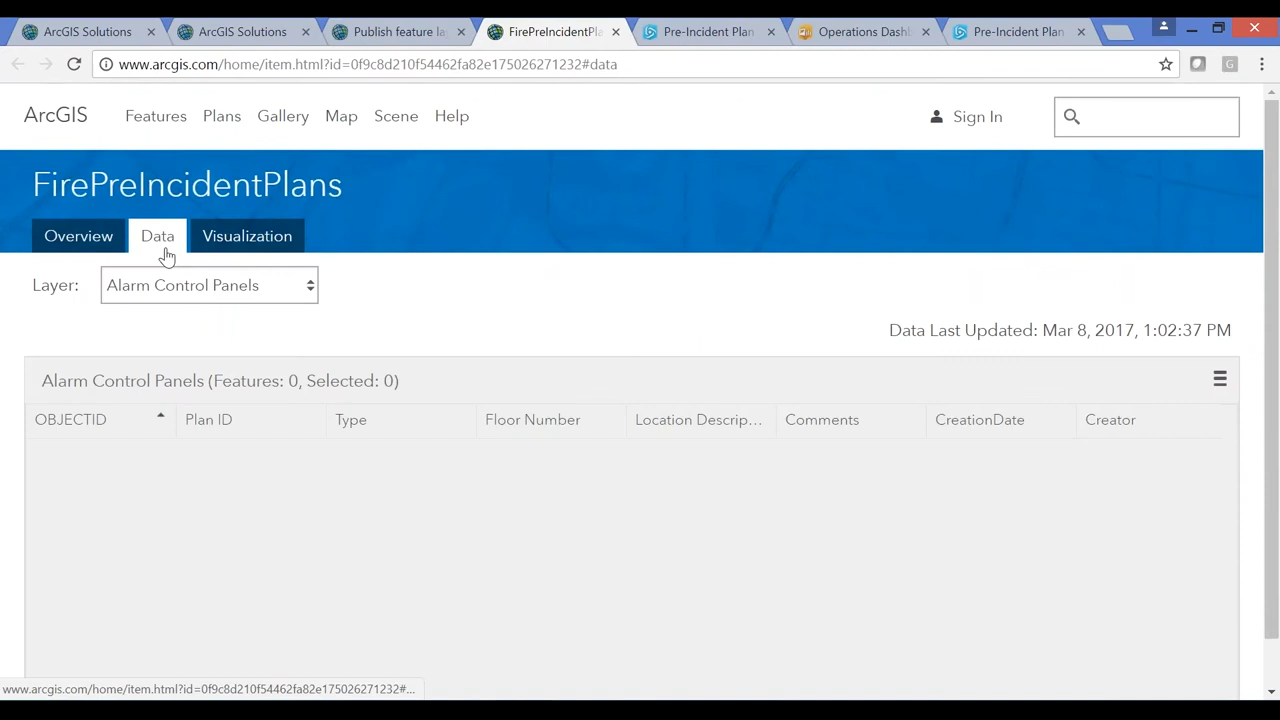 ArcGIS Solutions
ArcGIS Solutions
Publish feature la
FirePreIncidentPla
Pre-Incident Plan
Operations Dashb
Pre-Incident Plan
www.arcgis.com/home/item.html?id=0f9c8d210f54462fa82e175026271232#data
G
ArcGIS Features Plans Gallery Map Scene Help Sign In
FirePreIncidentPlans
Overview Data Visualization
Layer: Alarm Control Panels
Data Last Updated: Mar 8, 2017, 1:02:37 PM
Alarm Control Panels (Features: 0, Selected: 0)
OBJECTID Plan ID Type Floor Number Location Descrip... Comments CreationDate Creator
www.arcgis.com/home/item.html?id=0f9c8d210f54462fa82e175026271232#...